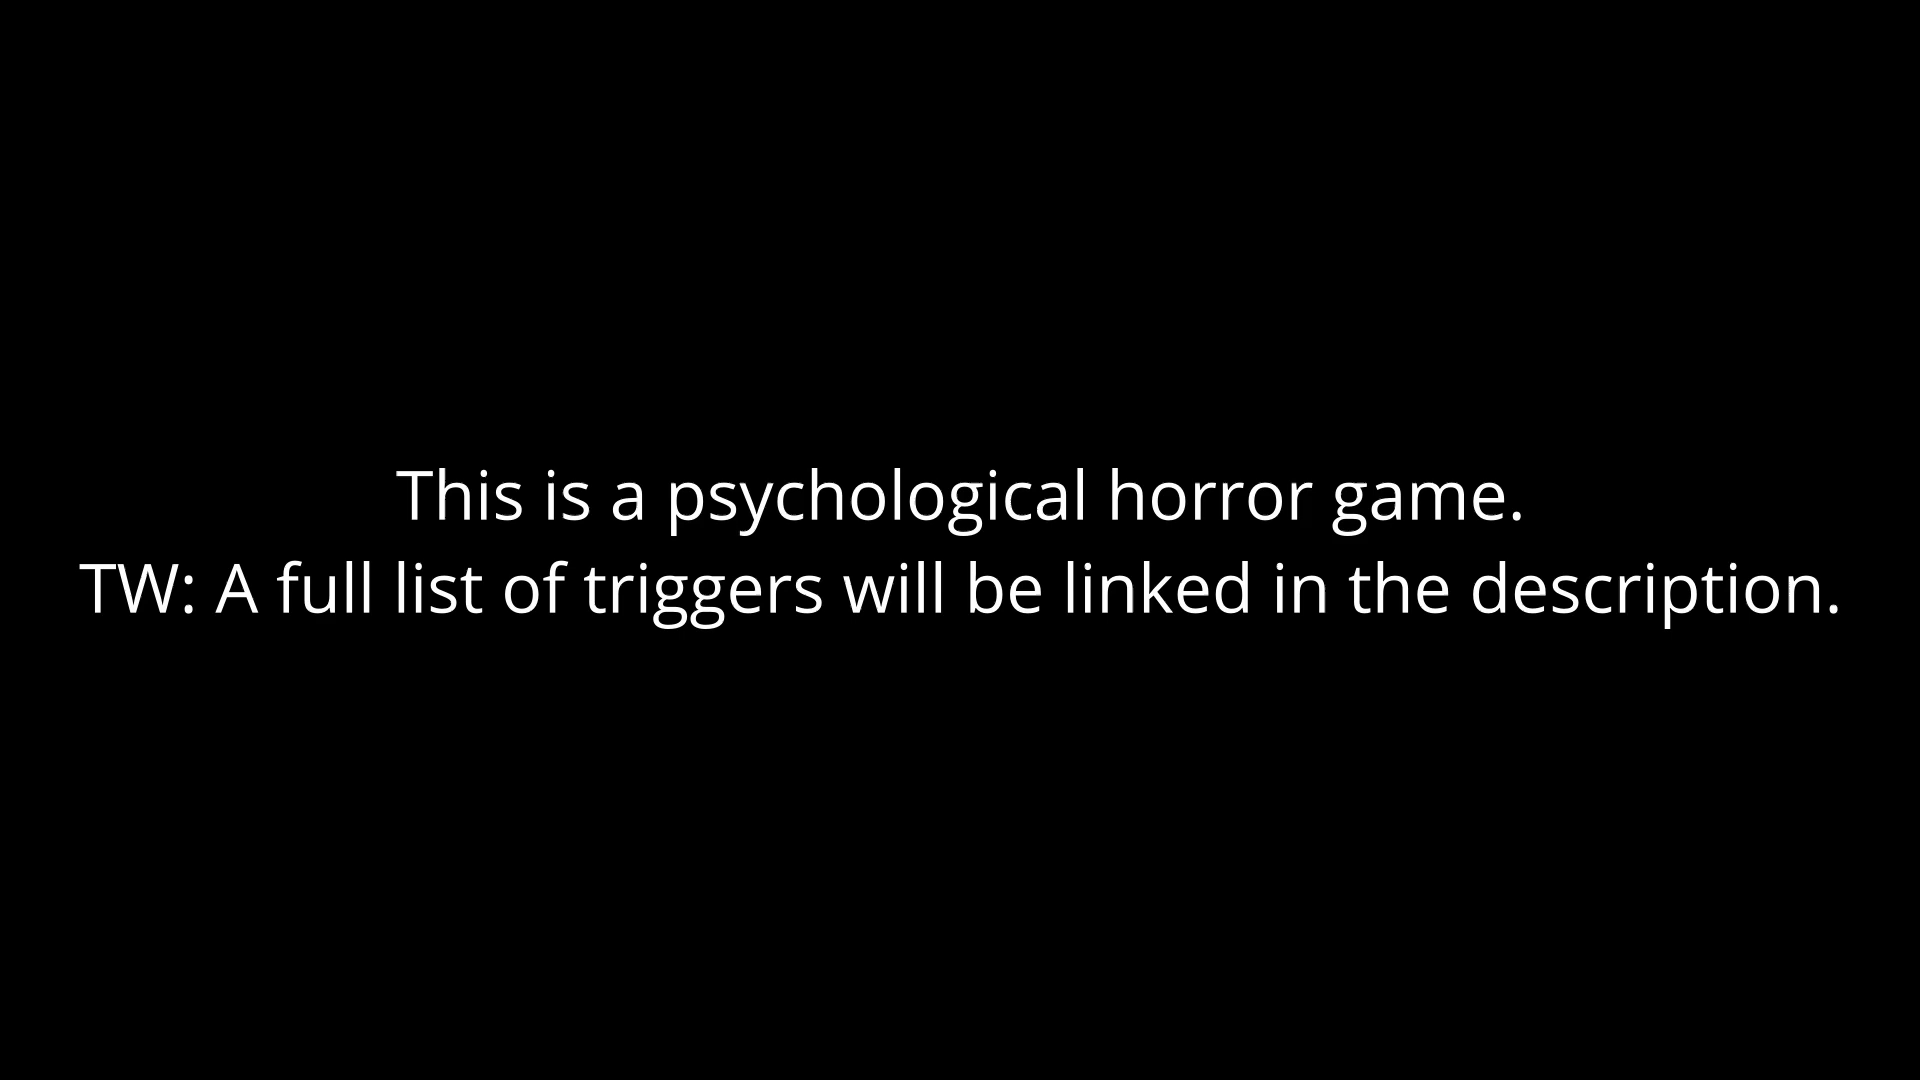 This is a psychological horror game.
TW: A full list of triggers will be linked in the description.